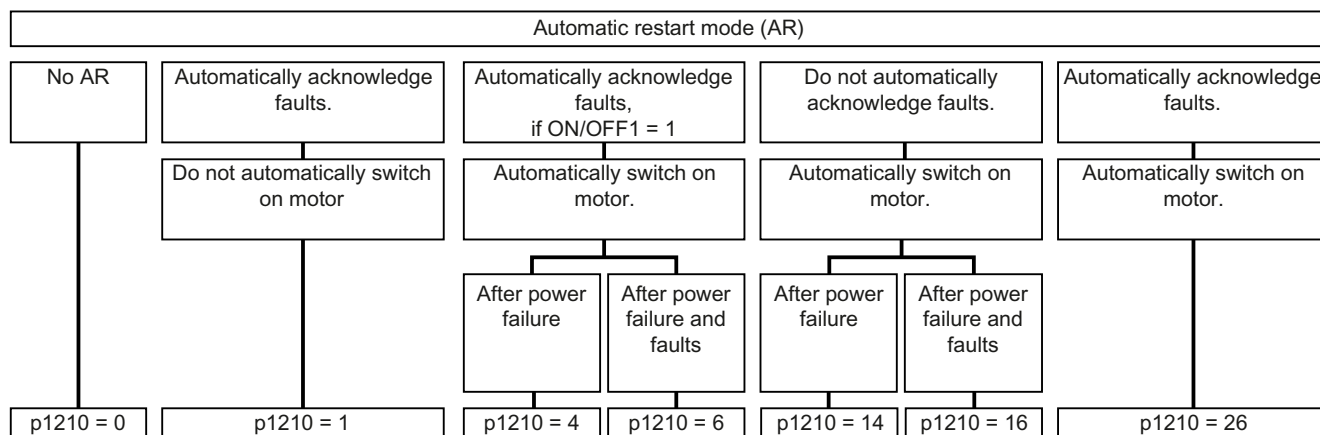 Automatic restart mode (AR)
No AR
Automatically acknowledge
faults.
Automatically acknowledge
faults,
if ON/OFF1 = 1
Do not automatically
acknowledge faults.
Automatically acknowledge
faults.
Do not automatically switch
on motor
Automatically switch on
motor.
Automatically switch on
motor.
Automatically switch on
motor.
After power
failure
After power
failure and
faults
After power
failure
After power
failure and
faults
p1210 = 0
p1210 = 1
p1210 = 4
p1210 = 6
p1210 = 14
p1210 = 16
p1210 = 26